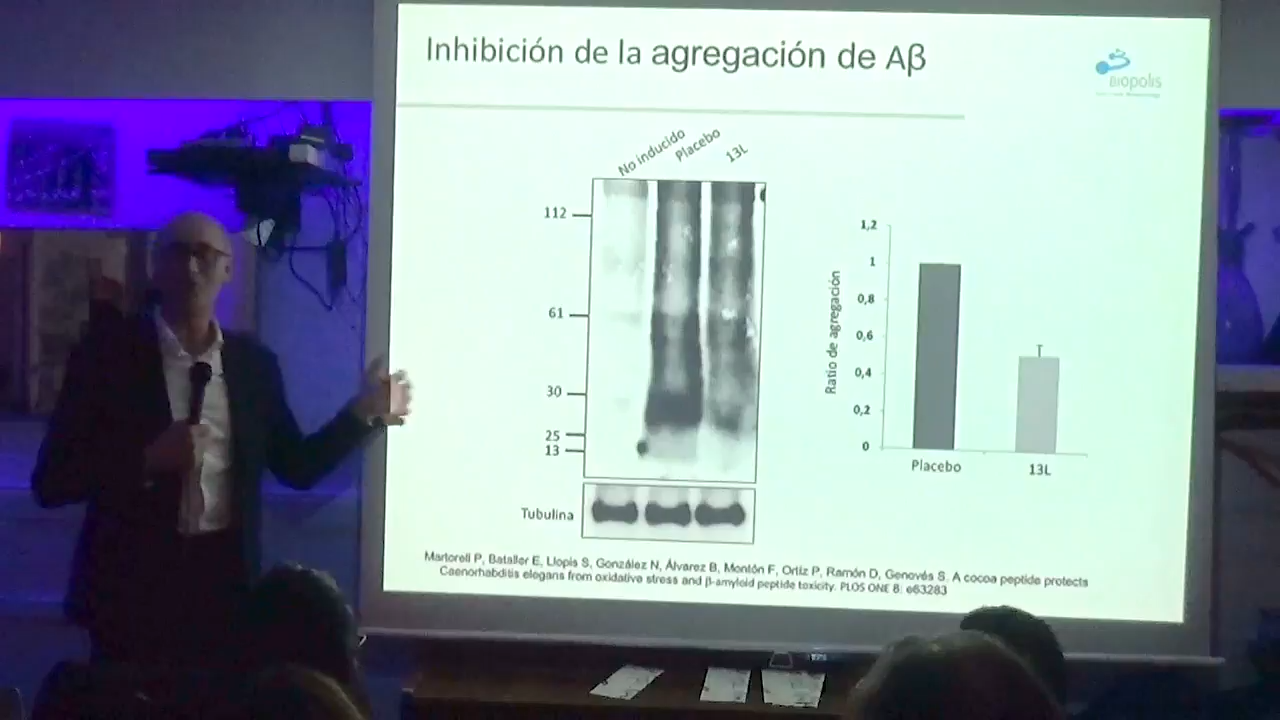 Inhibición de la agregación de Aβ
Biopolis
No inducido
Placebo
13L
112
61
30
25
13
Tubulina
1,2
1
0,8
0,6
0,4
0,2
0
Ratio de agregación
Placebo
13L
Martorell P, Bataller E, Llopis S, González N, Álvarez B, Montón F, Ortiz P, Ramón D, Genovés S. A cocoa peptide protects
Caenorhabditis elegans from oxidative stress and β-amyloid peptide toxicity. PLOS ONE 8: e63283